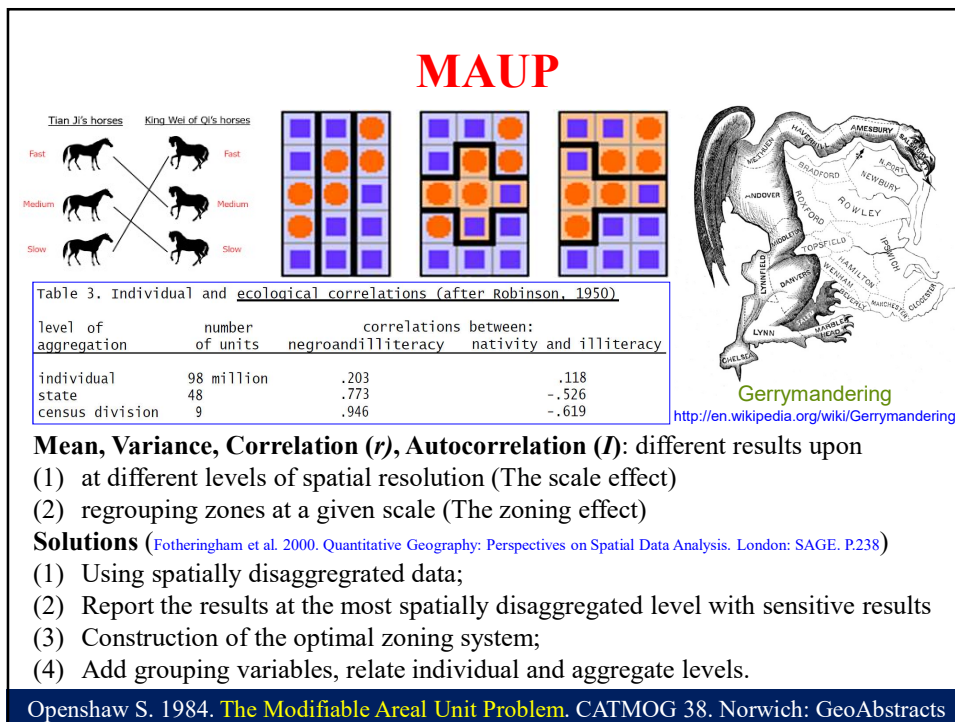 MAUP
Tian Ji's horses King Wei of Qi's horses
Fast Fast
Medium Medium
Slow Slow
Table 3. Individual and ecological correlations (after Robinson, 1950)
level of number correlations between:
aggregation of units negroandilliteracy nativity and illiteracy
individual 98 million .203 .118
state 48 .773 -.526
census division 9 .946 -.619
METHUEN
HAVERHILL
AMESBURY
SALISBURY
BRADFORD
N.PORT
NEWBURY
ANDOVER
BOXFORD
ROWLEY
MIDDLETON
TOPSFIELD
IPSWICH
HAMILTON
WENHAM
LYNNFIELD
DANVERS
BEVERLY
MANCHESTER
GLOCESTER
LYNN
MARBLE
HEAD
CHELSEA
Gerrymandering
http://en.wikipedia.org/wiki/Gerrymandering
Mean, Variance, Correlation (r), Autocorrelation (I): different results upon
(1) at different levels of spatial resolution (The scale effect)
(2) regrouping zones at a given scale (The zoning effect)
Solutions (Fotheringham et al. 2000. Quantitative Geography: Perspectives on Spatial Data Analysis. London: SAGE. P.238)
(1) Using spatially disaggregrated data;
(2) Report the results at the most spatially disaggregated level with sensitive results
(3) Construction of the optimal zoning system;
(4) Add grouping variables, relate individual and aggregate levels.
Openshaw S. 1984. The Modifiable Areal Unit Problem. CATMOG 38. Norwich: GeoAbstracts